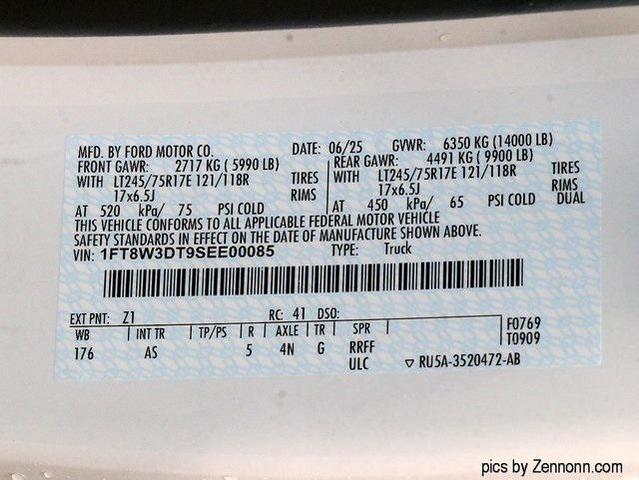 MFD. BY FORD MOTOR CO. DATE: 06/25 GVWR: 6350 KG (14000 LB)
FRONT GAWR: 2717 KG (5990 LB) REAR GAWR: 4491 KG (9900 LB)
WITH LT245/75R17E 121/118R TIRES WITH LT245/75R17E 121/118R TIRES
17x6.5J RIMS 17x6.5J RIMS
AT 520 kPa/ 75 PSI COLD AT 450 kPa/ 65 PSI COLD DUAL
THIS VEHICLE CONFORMS TO ALL APPLICABLE FEDERAL MOTOR VEHICLE
SAFETY STANDARDS IN EFFECT ON THE DATE OF MANUFACTURE SHOWN ABOVE.
VIN: 1FT8W3DT9SEE00085 TYPE: Truck
EXT PNT: Z1 RC: 41 DSO:
WB INT TR TP/PS R AXLE TR SPR F0769
T0909
176 AS 5 4N G RRFF
ULC ▽ RU5A-3520472-AB
pics by Zennonn.com